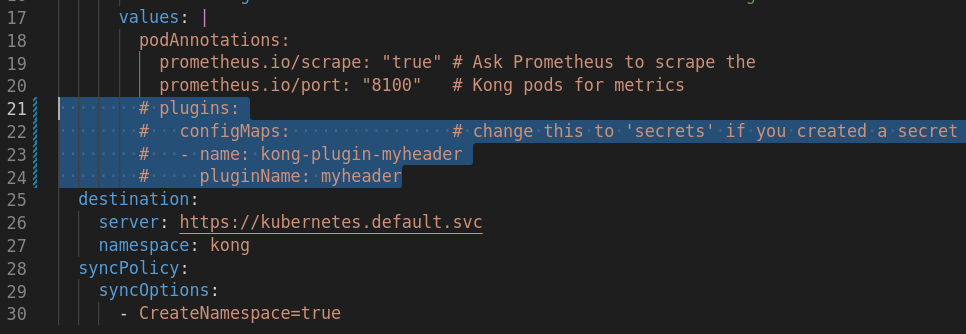 17 values: |
18 podAnnotations:
19 prometheus.io/scrape: "true" # Ask Prometheus to scrape the
20 prometheus.io/port: "8100" # Kong pods for metrics
21 # plugins:
22 # configMaps: # change this to 'secrets' if you created a secret
23 # - name: kong-plugin-myheader
24 # pluginName: myheader
25 destination:
26 server: https://kubernetes.default.svc
27 namespace: kong
28 syncPolicy:
29 syncOptions:
30 - CreateNamespace=true